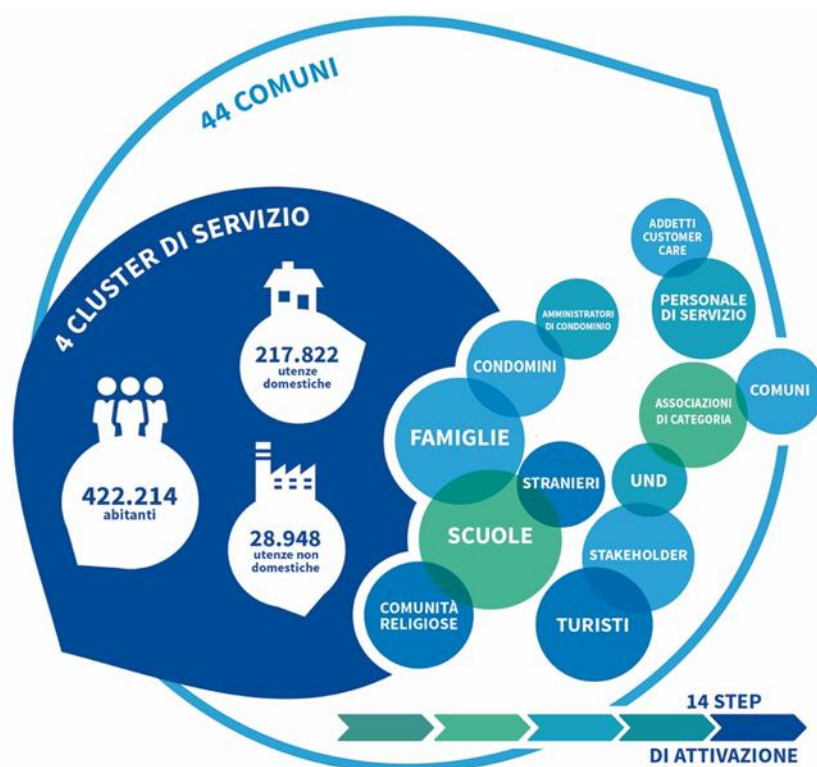 44 COMUNI
4 CLUSTER DI SERVIZIO
217.822
utenze
domestiche
422.214
abitanti
28.948
utenze non
domestiche
ADDETTI
CUSTOMER
CARE
PERSONALE
DI SERVIZIO
AMMINISTRATORI
DI CONDOMINIO
CONDOMINI
COMUNI
ASSOCIAZIONI
DI CATEGORIA
FAMIGLIE
STRANIERI
UND
SCUOLE
STAKEHOLDER
COMUNITÀ
RELIGIOSE
TURISTI
14 STEP
DI ATTIVAZIONE